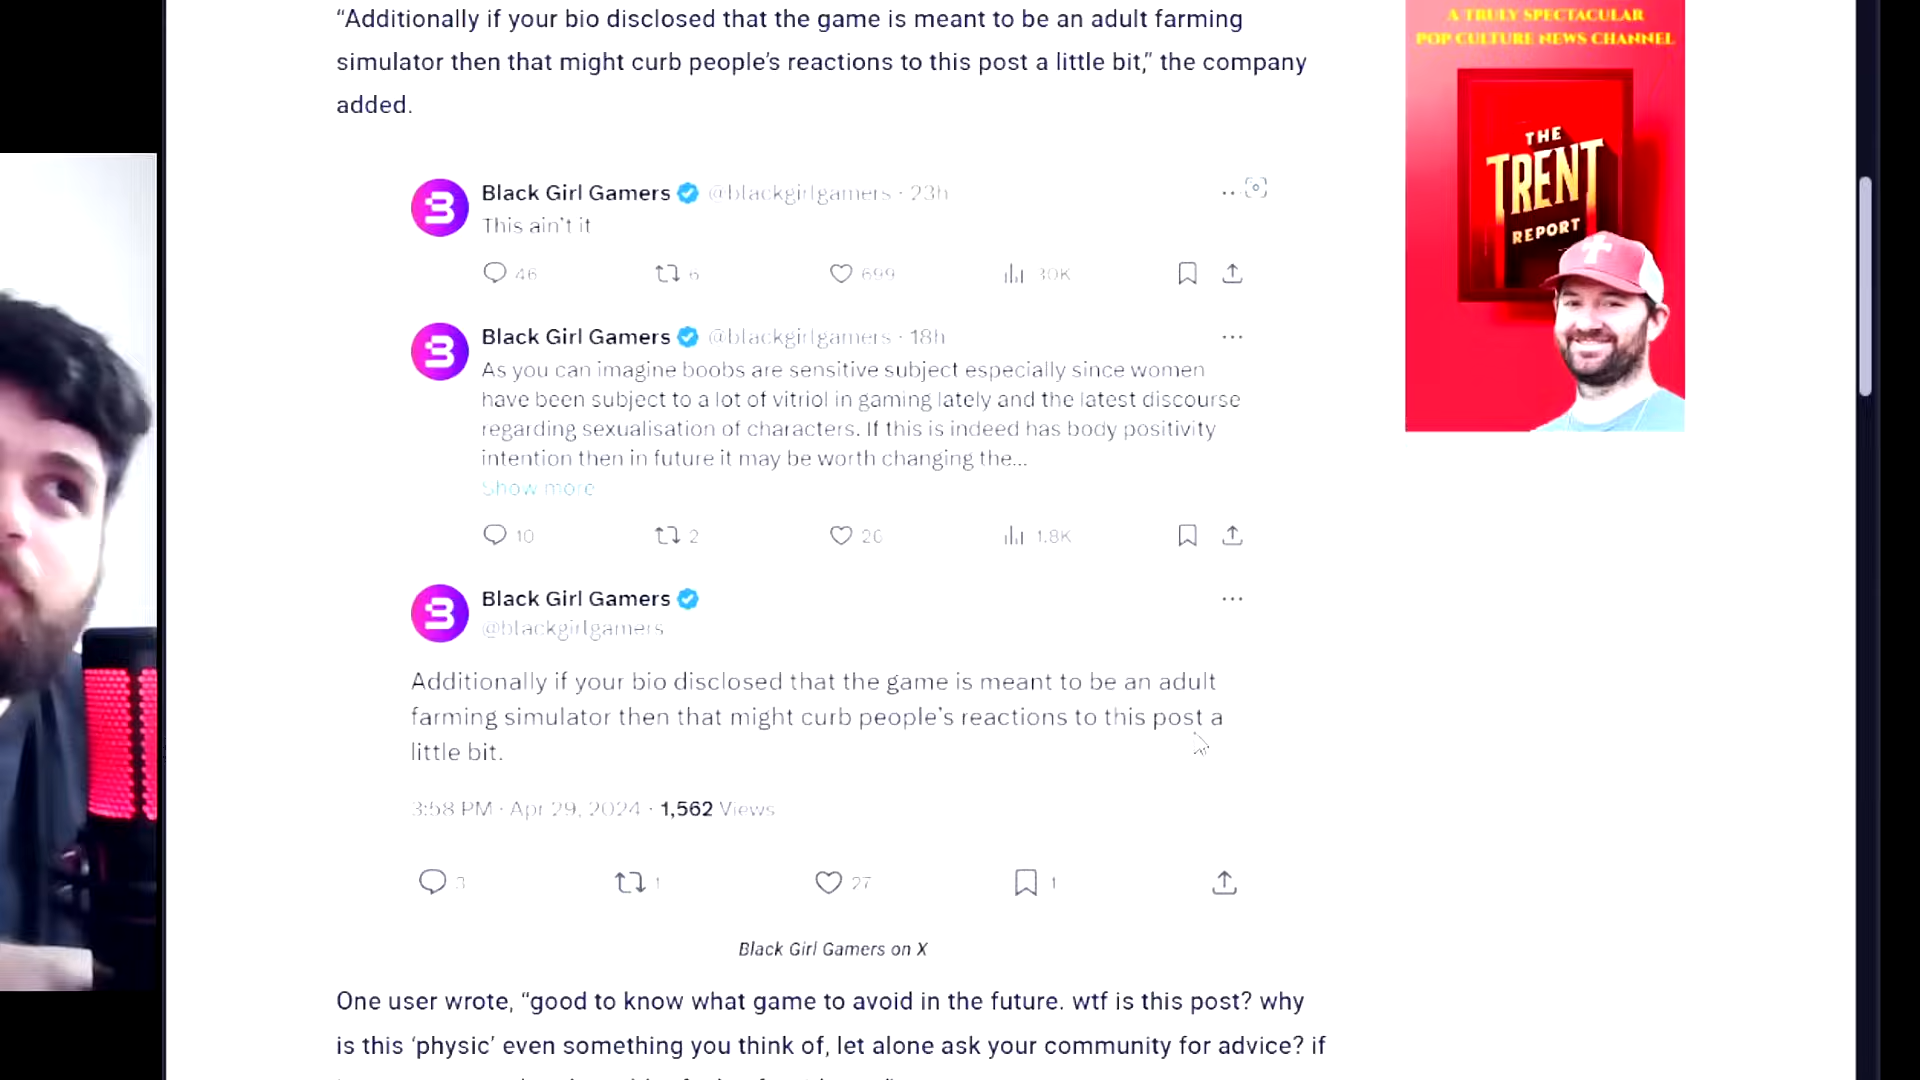 “Additionally if your bio disclosed that the game is meant to be an adult farming
simulator then that might curb people’s reactions to this post a little bit,” the company
added.
A TRULY SPECTACULAR
POP CULTURE NEWS CHANNEL
THE
TRENT
REPORT
Black Girl Gamers @blackgirlgamers · 23h
This ain't it
46 6 699 30K
Black Girl Gamers @blackgirlgamers · 18h
As you can imagine boobs are sensitive subject especially since women
have been subject to a lot of vitriol in gaming lately and the latest discourse
regarding sexualisation of characters. If this is indeed has body positivity
intention then in future it may be worth changing the...
Show more
10 2 26 1.8K
Black Girl Gamers
@blackgirlgamers
Additionally if your bio disclosed that the game is meant to be an adult
farming simulator then that might curb people’s reactions to this post a
little bit.
3:58 PM · Apr 29, 2024 · 1,562 Views
3 1 27 1
Black Girl Gamers on X
One user wrote, “good to know what game to avoid in the future. wtf is this post? why
is this ‘physic’ even something you think of, let alone ask your community for advice? if